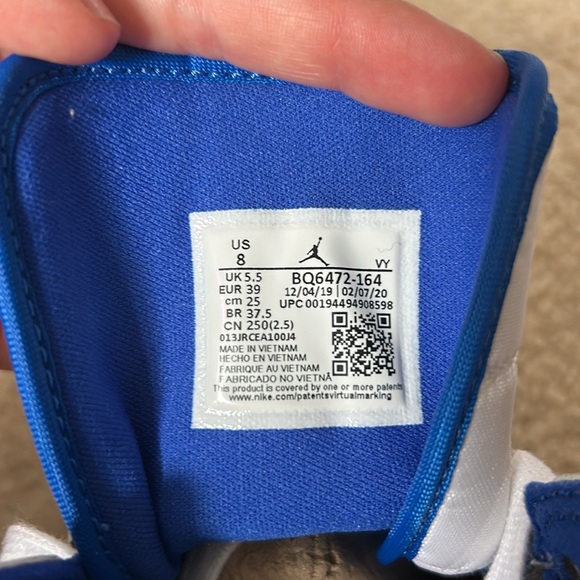 US
8
VY
UK 5.5
EUR 39
cm 25
BR 37.5
CN 250(2.5)
BQ6472-164
12/04/19 02/07/20
UPC 00194494908598
013JRCEA100J4
MADE IN VIETNAM
HECHO EN VIETNAM
FABRIQUE AU VIETNAM
FABRICADO NO VIETNÃ
This product is covered by one or more patents
www.nike.com/patentsvirtualmarking